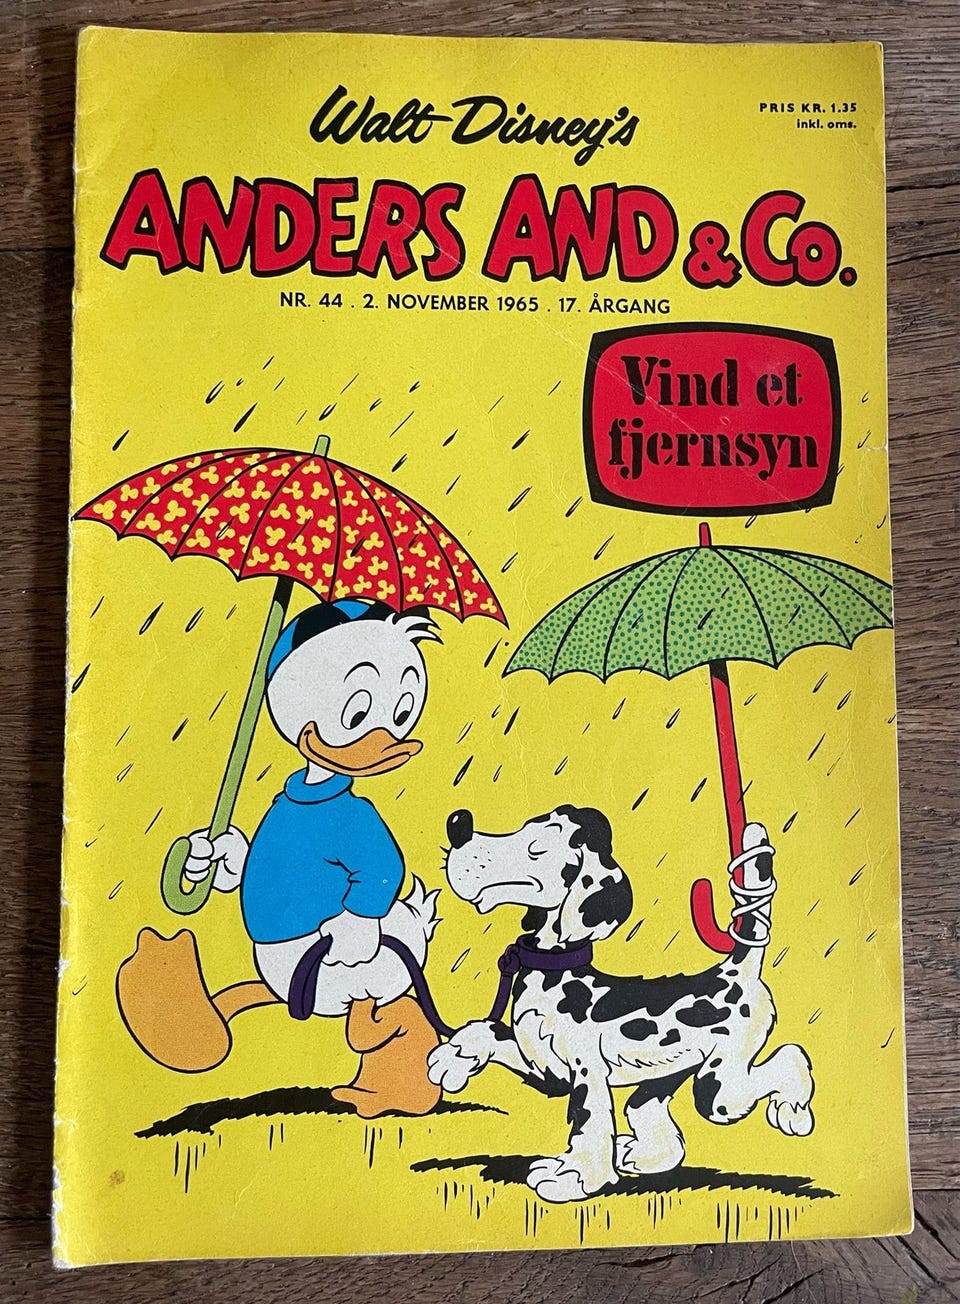 Walt Disney's
PRIS KR. 1.35
inkl. oms.
ANDERS AND & Co.
NR. 44 . 2. NOVEMBER 1965 . 17. ÅRGANG
Vind et
fjernsyn